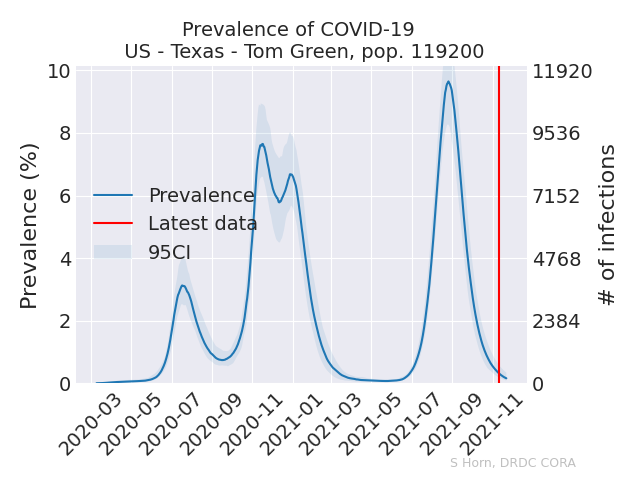 Prevalence of COVID-19
US - Texas - Tom Green, pop. 119200
Prevalence (%)
10
8
6
4
2
0
11920
9536
7152
4768
2384
0
# of infections
Prevalence
Latest data
95CI
2020-03
2020-05
2020-07
2020-09
2020-11
2021-01
2021-03
2021-05
2021-07
2021-09
2021-11
S Horn, DRDC CORA